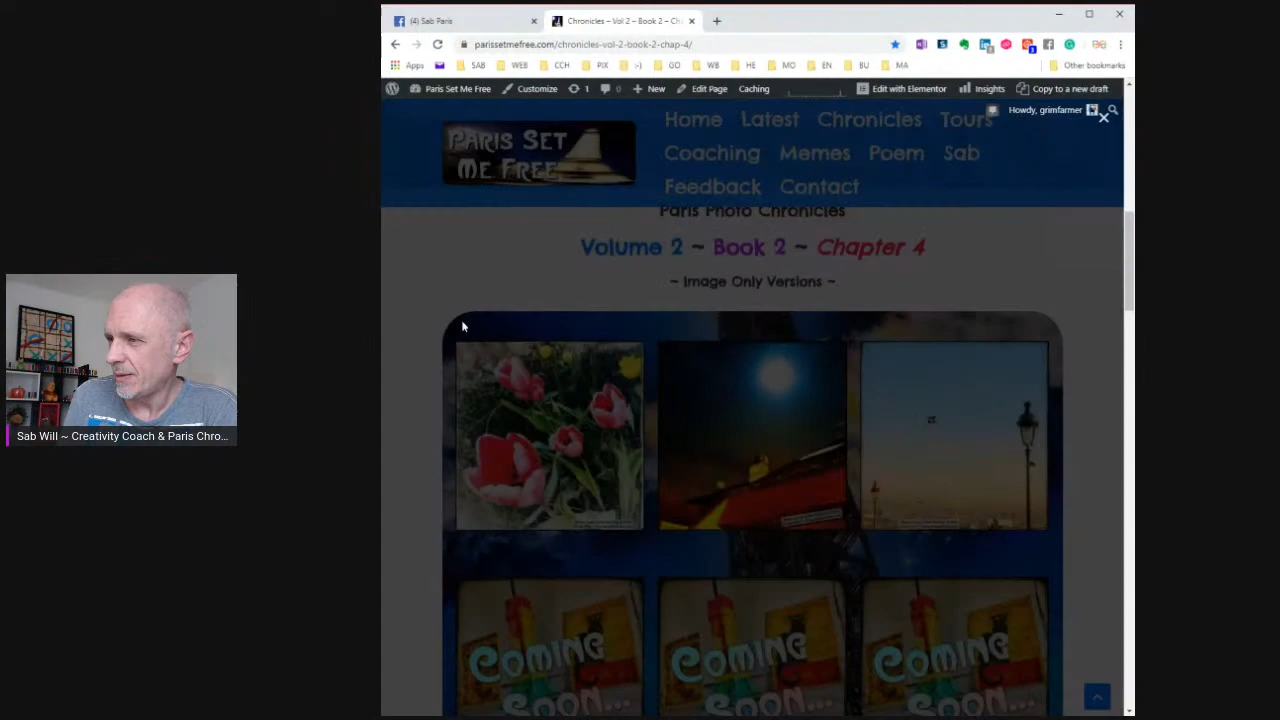 (4) Sab Paris
Chronicles – Vol 2 – Book 2 – Ch
parissetmefree.com/chronicles-vol-2-book-2-chap-4/
Apps SAB WEB CCH PIX :-) GO WB HE MO EN BU MA Other bookmarks
Paris Set Me Free Customize 1 0 New Edit Page Caching Edit with Elementor Insights Copy to a new draft
Howdy, grimfarmer
Paris Set
Me Free
Home Latest Chronicles Tours
Coaching Memes Poem Sab
Feedback Contact
Paris Photo Chronicles
Volume 2 ~ Book 2 ~ Chapter 4
~ Image Only Versions ~
Sab Will ~ Creativity Coach & Paris Chro...
Coming Coming Coming
Soon... Soon... Soon...